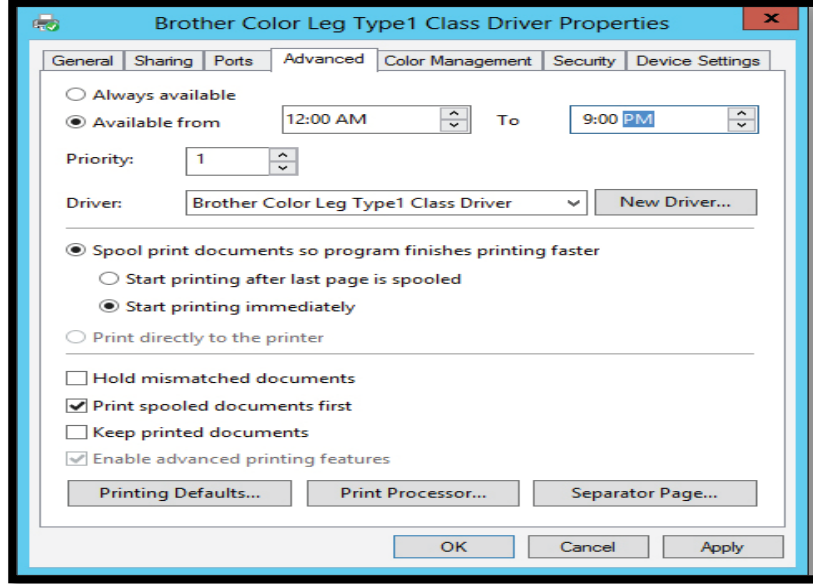 Brother Color Leg Type1 Class Driver Properties
x
General Sharing Ports Advanced Color Management Security Device Settings
Always available
Available from 12:00 AM To 9:00 PM
Priority: 1
Driver: Brother Color Leg Type1 Class Driver New Driver...
Spool print documents so program finishes printing faster
Start printing after last page is spooled
Start printing immediately
Print directly to the printer
Hold mismatched documents
Print spooled documents first
Keep printed documents
Enable advanced printing features
Printing Defaults... Print Processor... Separator Page...
OK Cancel Apply